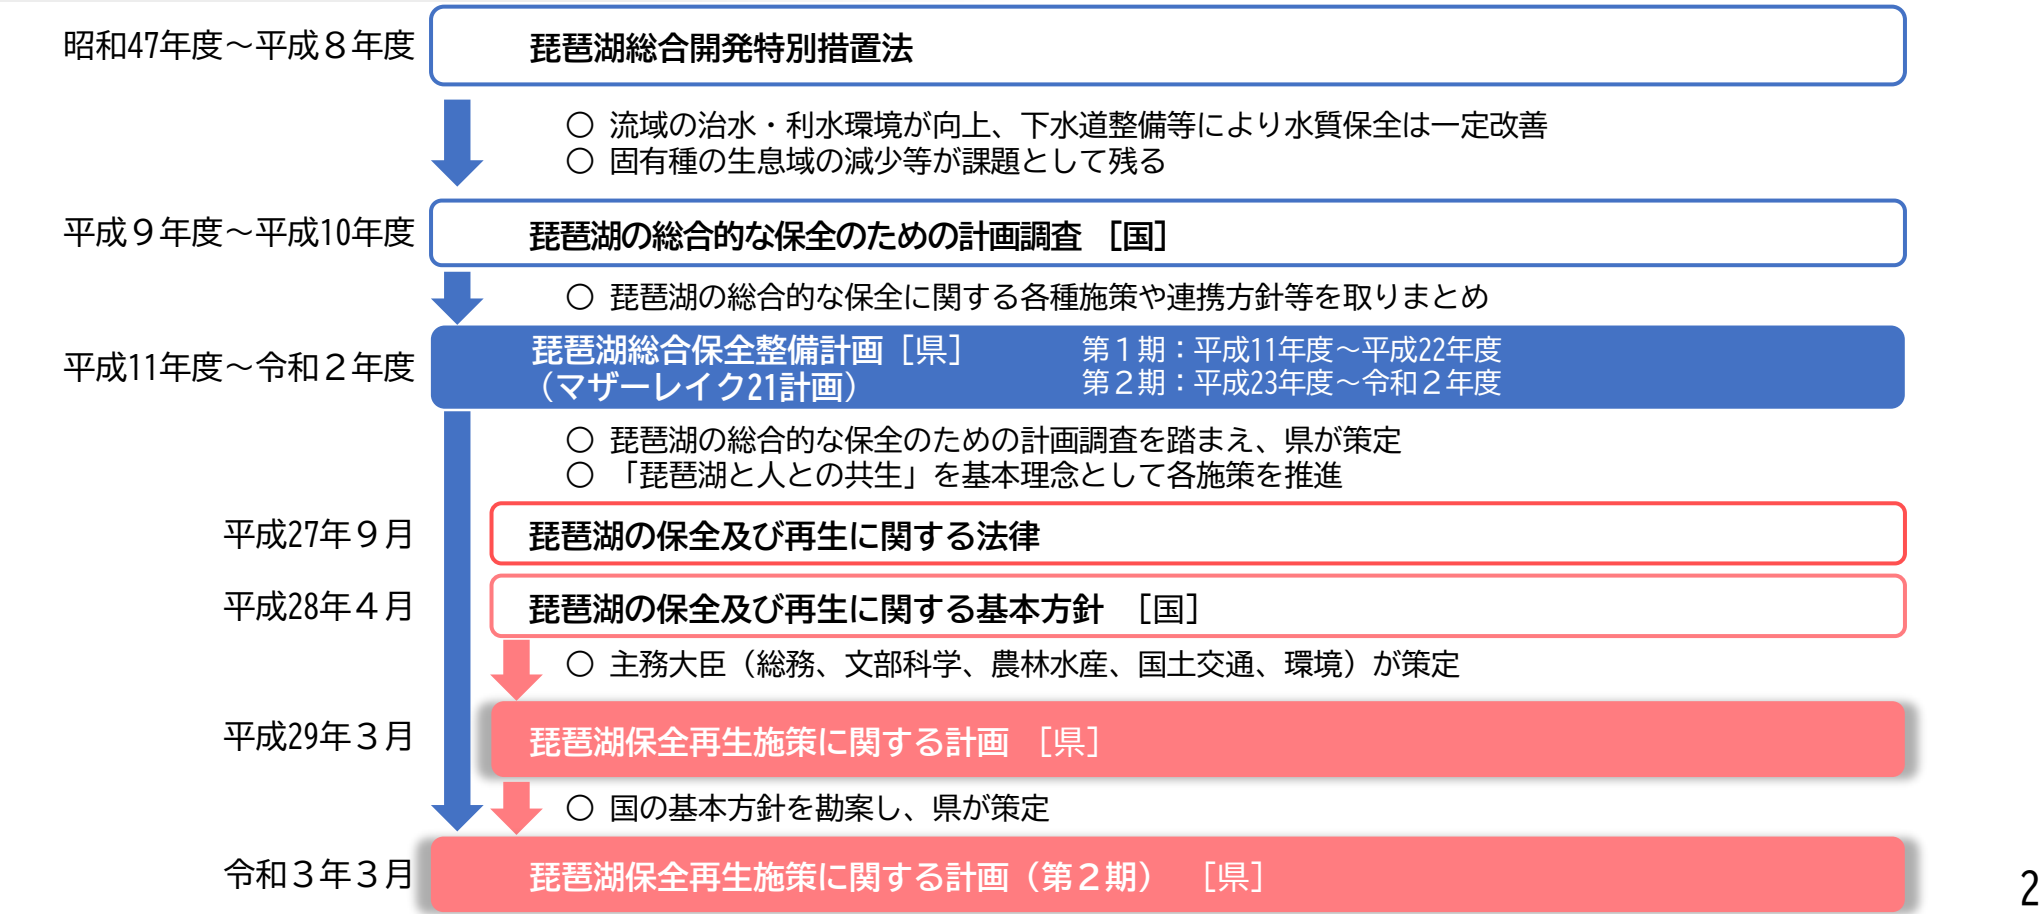 昭和47年度～平成８年度
琵琶湖総合開発特別措置法
○ 流域の治水・利水環境が向上、下水道整備等により水質保全は一定改善
○ 固有種の生息域の減少等が課題として残る
平成９年度～平成10年度
琵琶湖の総合的な保全のための計画調査 ［国］
○ 琵琶湖の総合的な保全に関する各種施策や連携方針等を取りまとめ
平成11年度～令和２年度
琵琶湖総合保全整備計画［県］
（マザーレイク21計画）
第１期：平成11年度～平成22年度
第２期：平成23年度～令和２年度
○ 琵琶湖の総合的な保全のための計画調査を踏まえ、県が策定
○ 「琵琶湖と人との共生」を基本理念として各施策を推進
平成27年９月
琵琶湖の保全及び再生に関する法律
平成28年４月
琵琶湖の保全及び再生に関する基本方針 ［国］
○ 主務大臣（総務、文部科学、農林水産、国土交通、環境）が策定
平成29年３月
琵琶湖保全再生施策に関する計画 ［県］
○ 国の基本方針を勘案し、県が策定
令和３年３月
琵琶湖保全再生施策に関する計画（第２期） ［県］
2